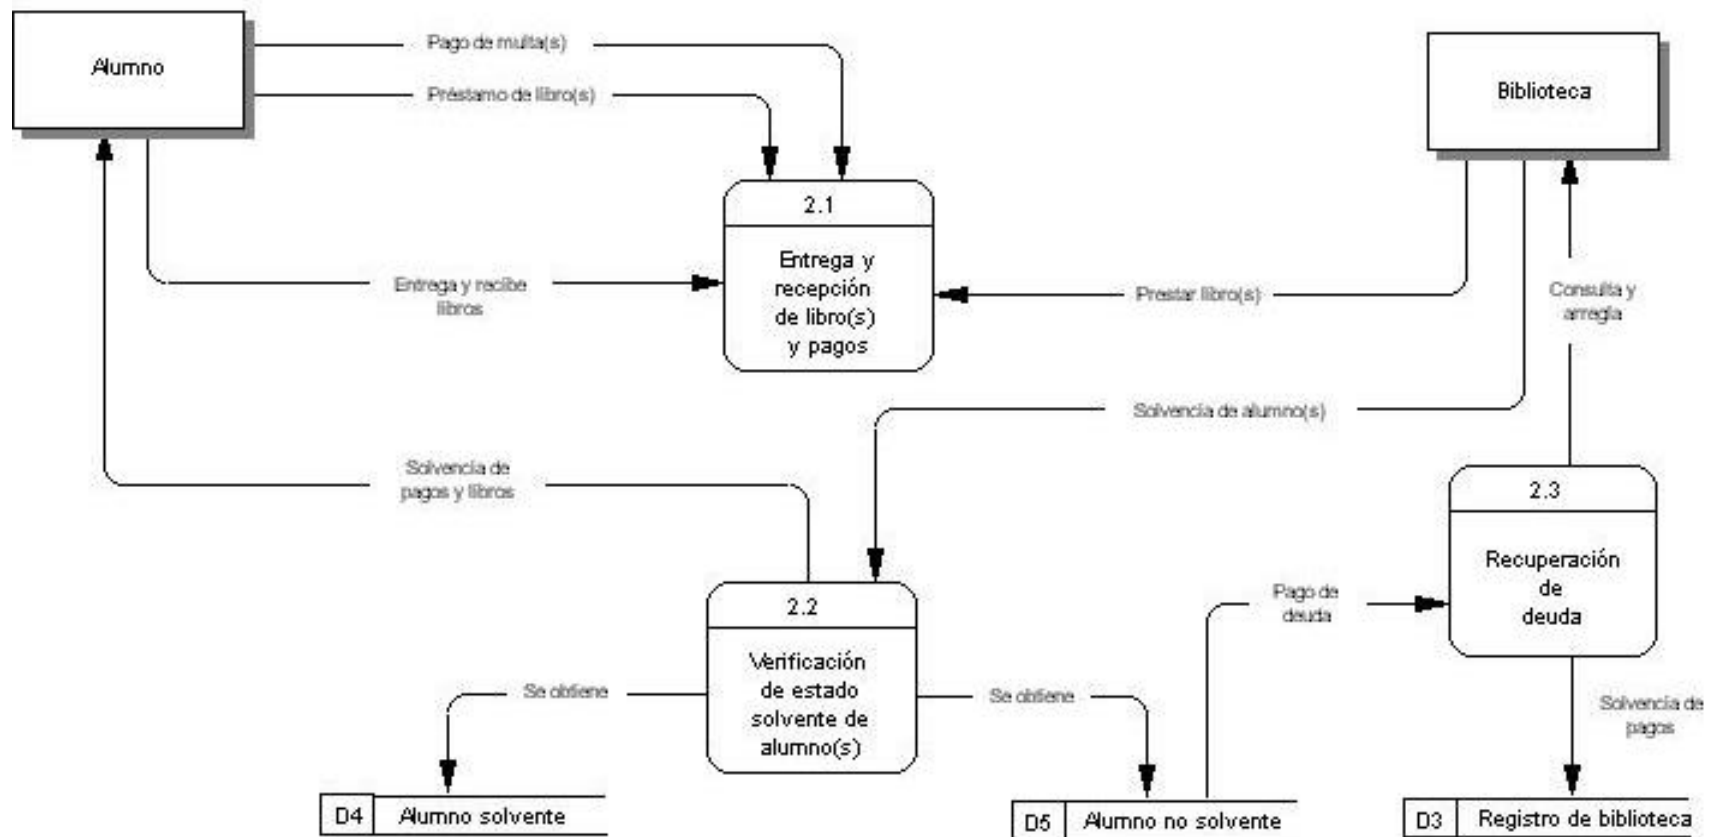 Alumno
Pago de multa(s)
Préstamo de libro(s)
Biblioteca
2.1
Entrega y
recepción
de libro(s)
y pagos
Entrega y recibe
libros
Prestar libro(s)
Consulta y
arregla
Solvencia de alumno(s)
Solvencia de
pagos y libros
2.3
Recuperación
de
deuda
2.2
Verificación
de estado
solvente de
alumno(s)
Pago de
deuda
Se obtiene
Se obtiene
Solvencia de
pagos
D4 Alumno solvente
D5 Alumno no solvente
D3 Registro de biblioteca